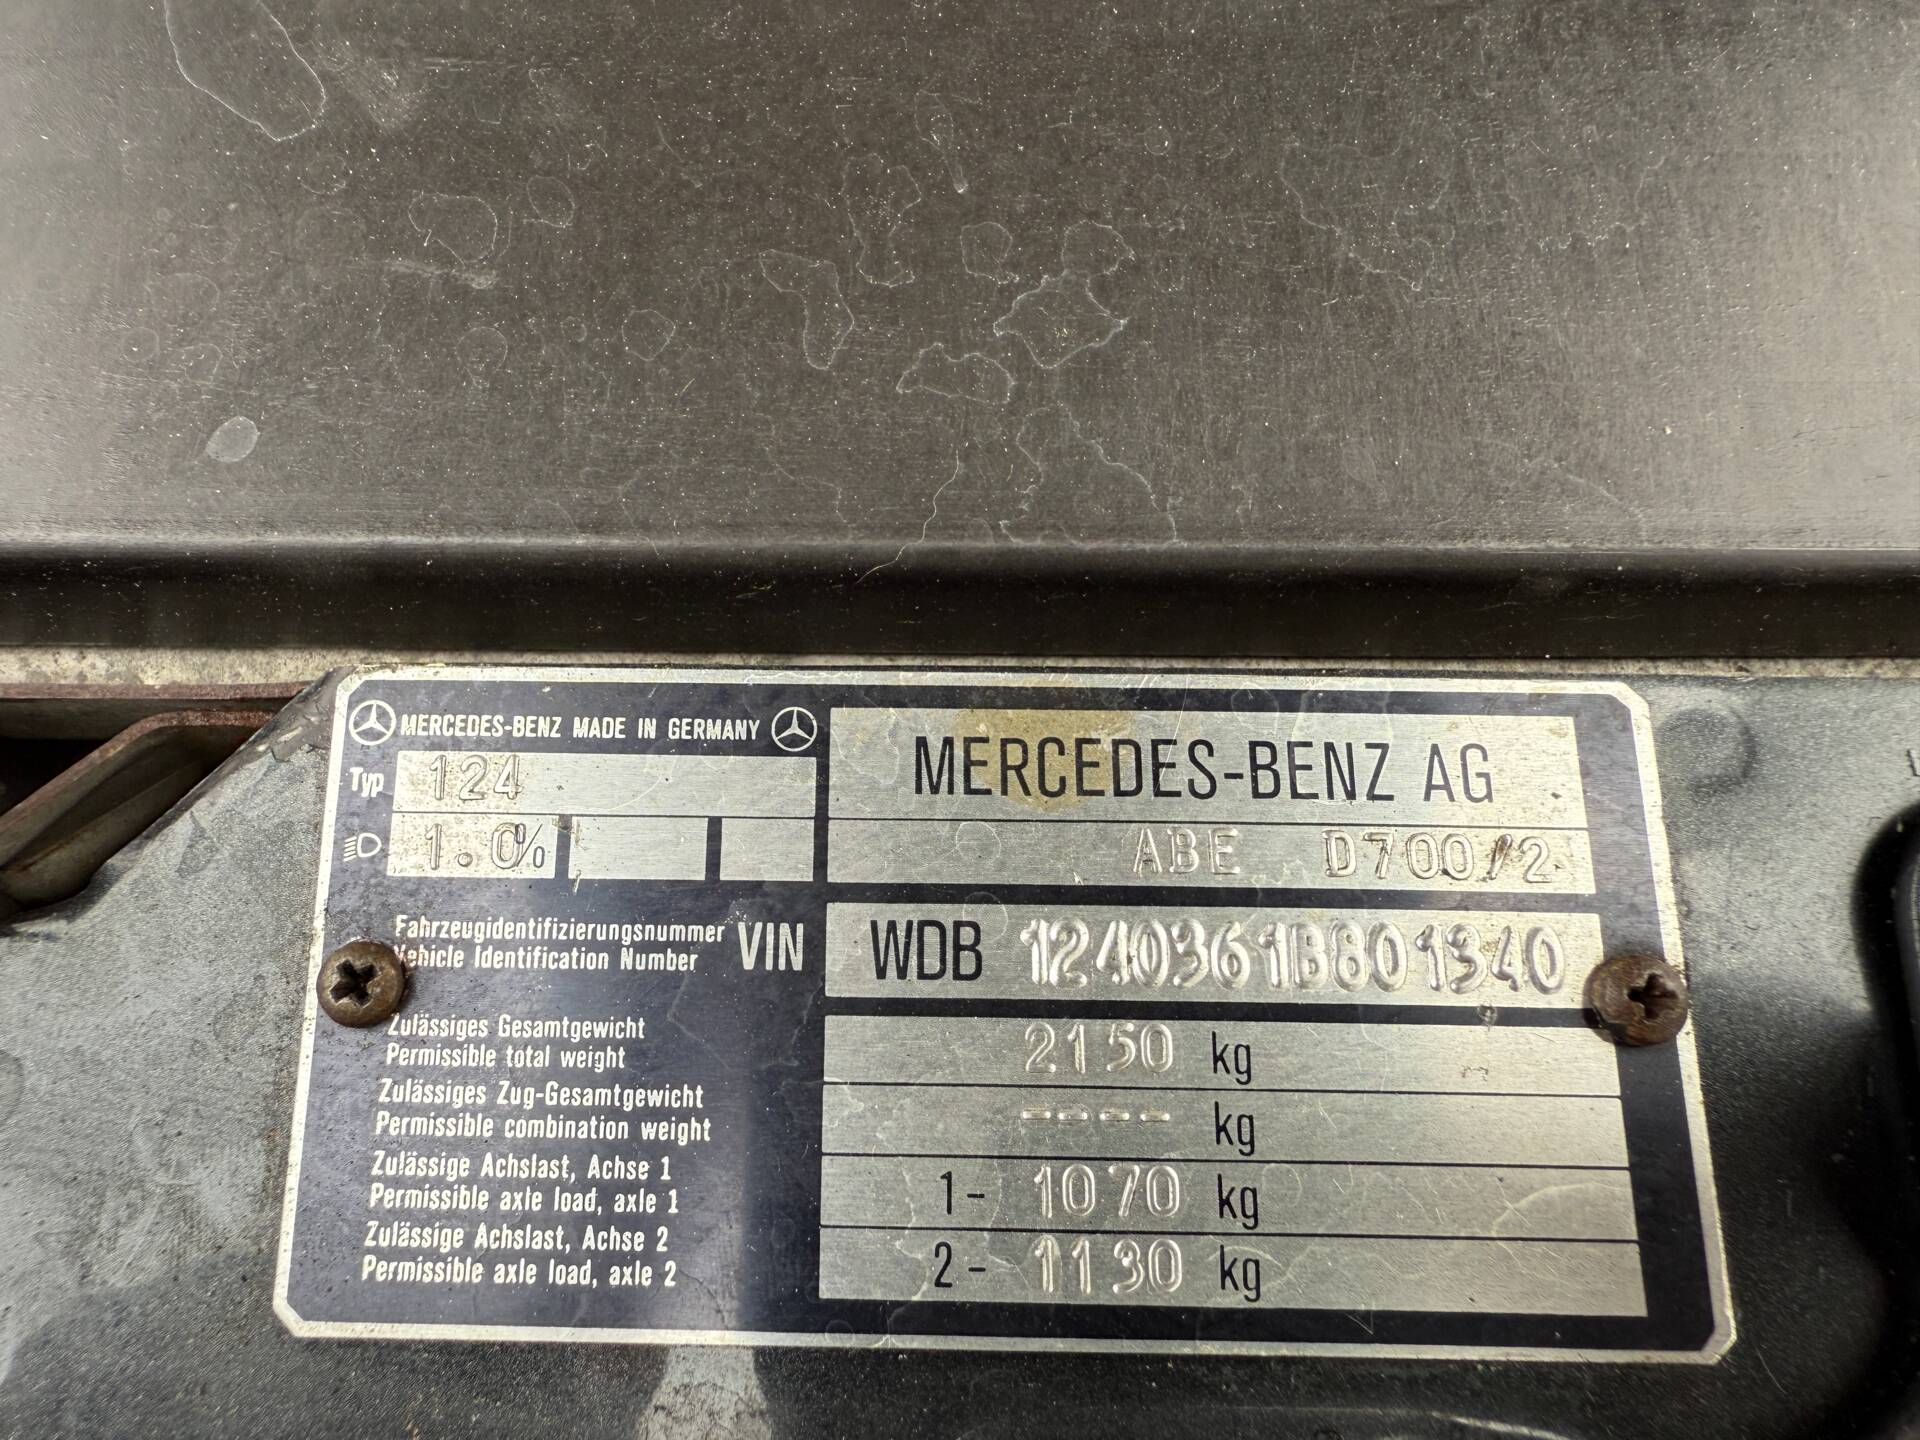 MERCEDES-BENZ MADE IN GERMANY
Typ 124
1.0%
MERCEDES-BENZ AG
ABE D700/2
Fahrzeugidentifizierungsnummer
Vehicle Identification Number
VIN WDB 1240361B801340
Zulässiges Gesamtgewicht
Permissible total weight
2150 kg
Zulässiges Zug-Gesamtgewicht
Permissible combination weight
---- kg
Zulässige Achslast, Achse 1
Permissible axle load, axle 1
1- 1070 kg
Zulässige Achslast, Achse 2
Permissible axle load, axle 2
2- 1130 kg